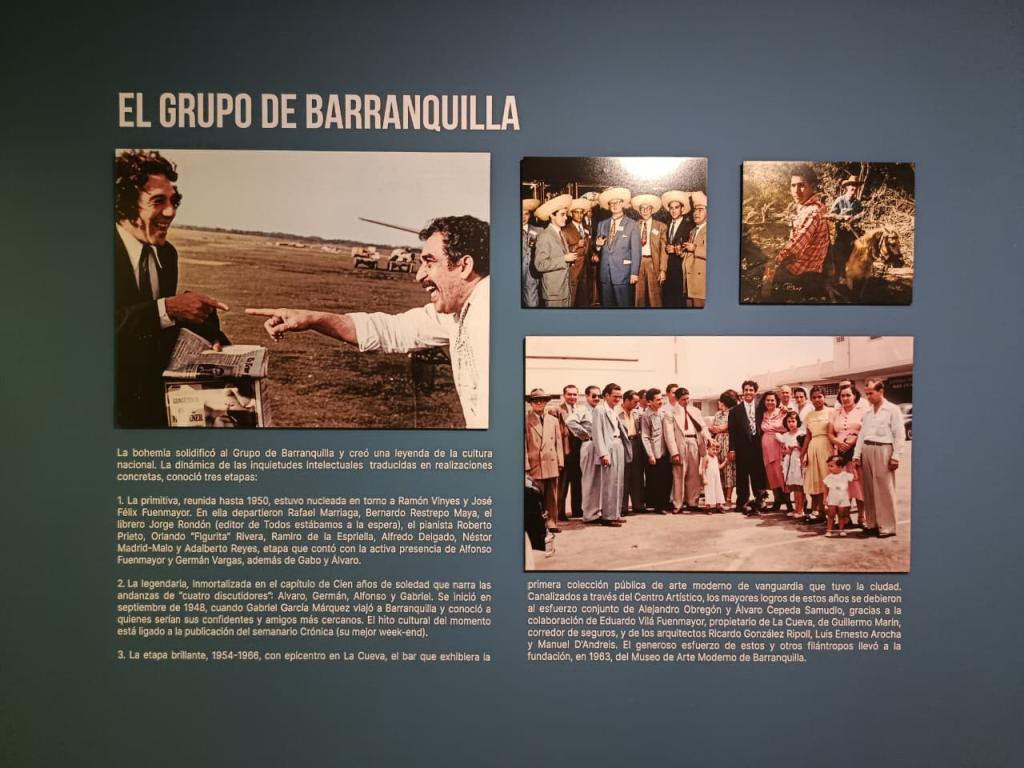 EL GRUPO DE BARRANQUILLA
La bohemia solidificó al Grupo de Barranquilla y creó una leyenda de la cultura
nacional. La dinámica de las inquietudes intelectuales traducidas en realizaciones
concretas, conoció tres etapas:
1. La primitiva, reunida hasta 1950, estuvo nucleada en torno a Ramón Vinyes y José
Félix Fuenmayor. En ella departieron Rafael Marriaga, Bernardo Restrepo Maya, el
librero Jorge Rondón (editor de Todos estábamos a la espera), el pianista Roberto
Prieto, Orlando "Figurita" Rivera, Ramiro de la Espriella, Alfredo Delgado, Néstor
Madrid-Malo y Adalberto Reyes, etapa que contó con la activa presencia de Alfonso
Fuenmayor y Germán Vargas, además de Gabo y Álvaro.
2. La legendaria, inmortalizada en el capítulo de Cien años de soledad que narra las
andanzas de "cuatro discutidores": Alvaro, Germán, Alfonso y Gabriel. Se inició en
septiembre de 1948, cuando Gabriel García Márquez viajó a Barranquilla y conoció a
quienes serían sus confidentes y amigos más cercanos. El hito cultural del momento
está ligado a la publicación del semanario Crónica (su mejor week-end).
3. La etapa brillante, 1954-1966, con epicentro en La Cueva, el bar que exhibiera la
primera colección pública de arte moderno de vanguardia que tuvo la ciudad.
Canalizados a través del Centro Artístico, los mayores logros de estos años se debieron
al esfuerzo conjunto de Alejandro Obregón y Álvaro Cepeda Samudio, gracias a la
colaboración de Eduardo Vilá Fuenmayor, propietario de La Cueva, de Guillermo Marín,
corredor de seguros, y de los arquitectos Ricardo González Ripoll, Luis Ernesto Arocha
y Manuel D'Andreis. El generoso esfuerzo de estos y otros filántropos llevó a la
fundación, en 1963, del Museo de Arte Moderno de Barranquilla.